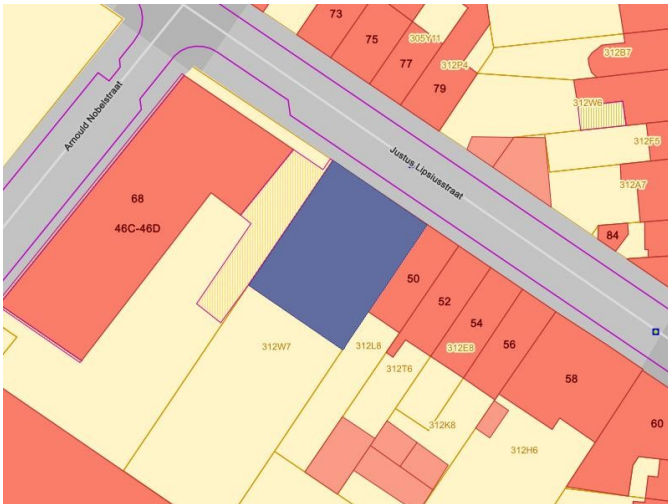 73
75
77
79
305Y11
312P4
312B7
312W6
312F5
312A7
84
Arnould Nobelstraat
Justus Lipsiusstraat
68
46C-46D
50
52
54
56
58
60
312W7
312L8
312E8
312T6
312K8
312H6